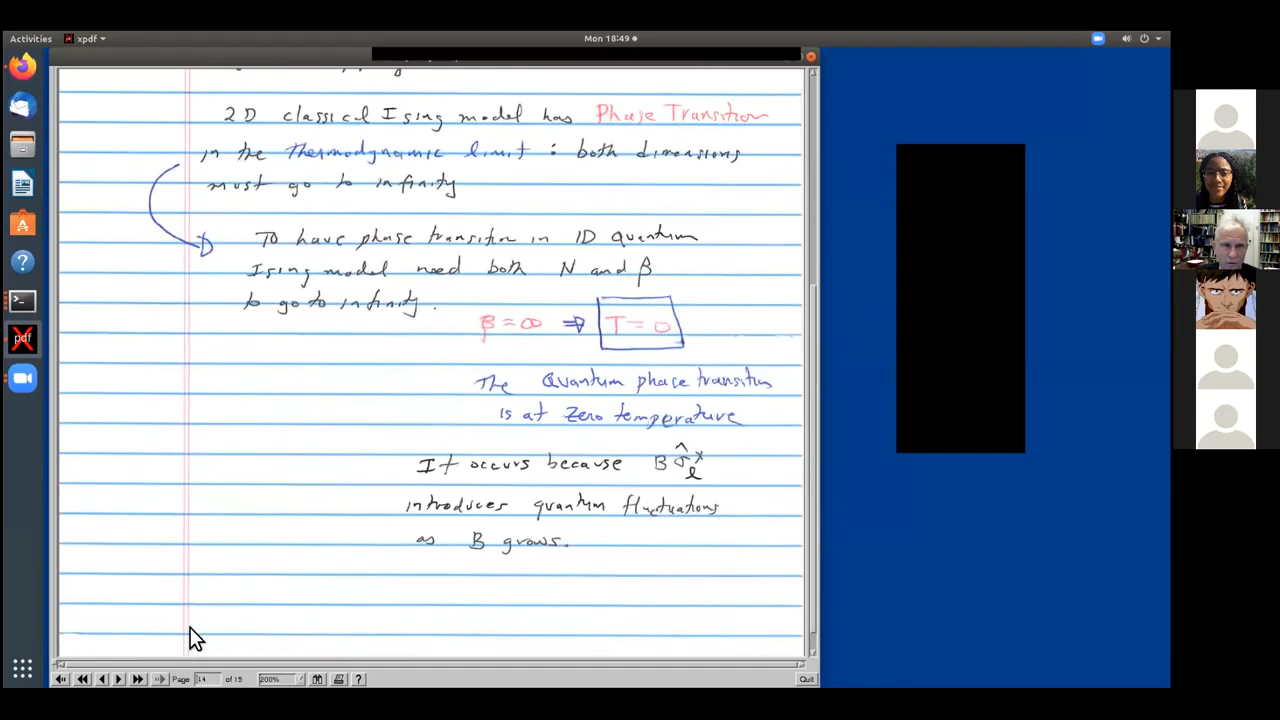 Activities
xpdf
Mon 18:49
2D classical Ising model has Phase Transition
in the thermodynamic limit : both dimensions
must go to infinity
To have phase transition in 1D quantum
Ising model need both N and β
to go to infinity.
β = ∞ ⇒ T = 0
The Quantum phase transition
is at Zero temperature
It occurs because B σ̂ˣₗ
introduces quantum fluctuations
as B grows.
pdf
Page 14 of 15 200% ? Quit